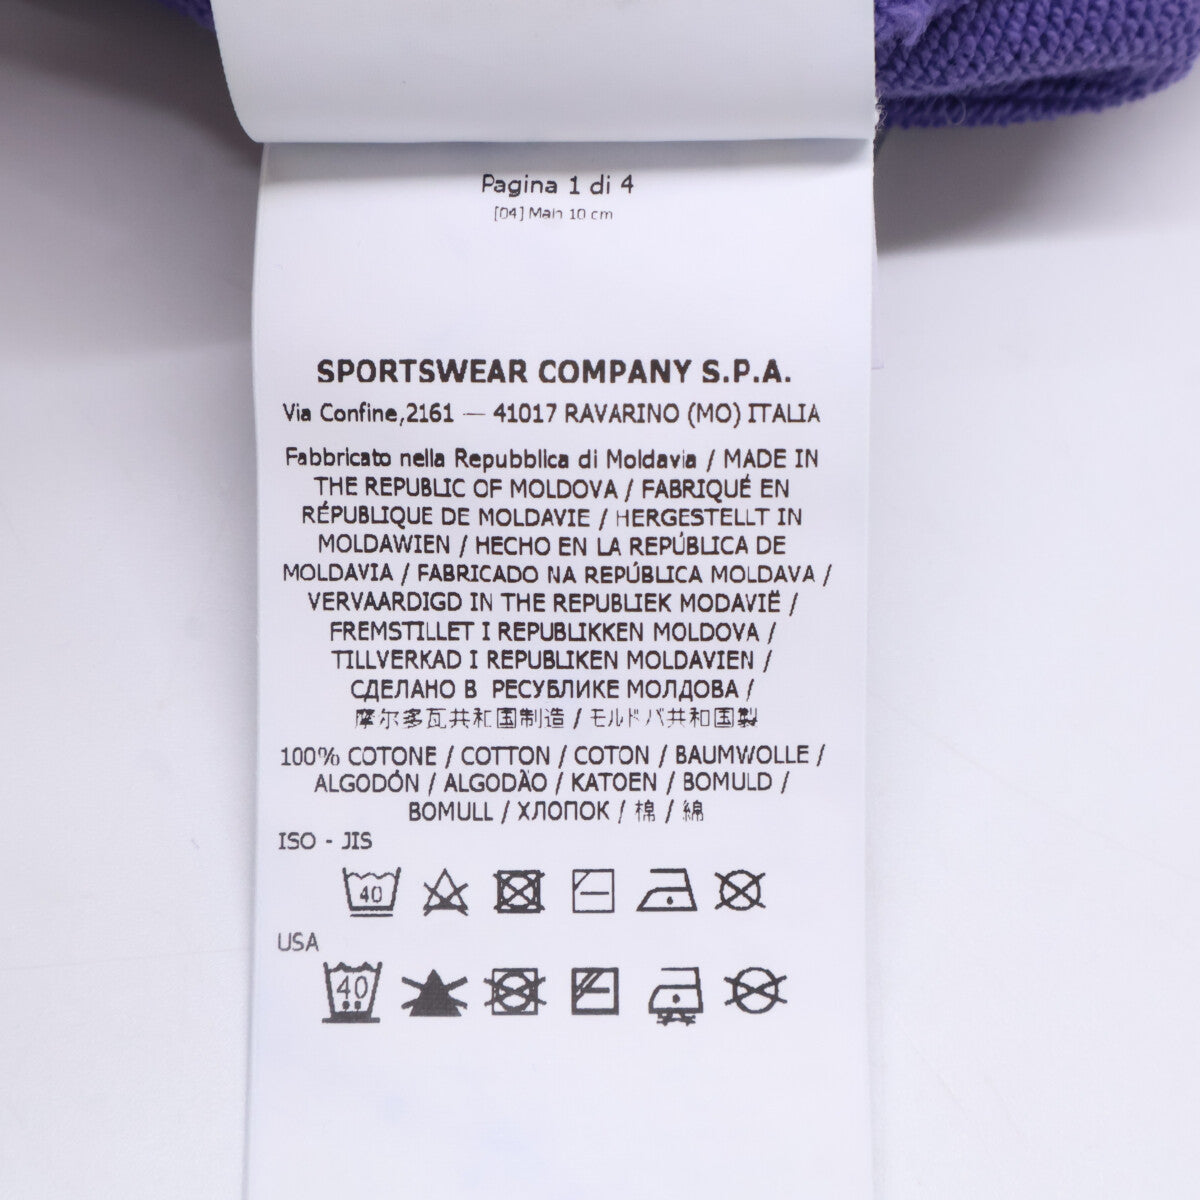 Pagina 1 di 4
[04] Main 10 cm
SPORTSWEAR COMPANY S.P.A.
Via Confine,2161 — 41017 RAVARINO (MO) ITALIA
Fabbricato nella Repubblica di Moldavia / MADE IN
THE REPUBLIC OF MOLDOVA / FABRIQUÉ EN
RÉPUBLIQUE DE MOLDAVIE / HERGESTELLT IN
MOLDAWIEN / HECHO EN LA REPÚBLICA DE
MOLDAVIA / FABRICADO NA REPÚBLICA MOLDAVA /
VERVAARDIGD IN THE REPUBLIEK MODAVIË /
FREMSTILLET I REPUBLIKKEN MOLDOVA /
TILLVERKAD I REPUBLIKEN MOLDAVIEN /
СДЕЛАНО В РЕСУБЛИКЕ МОЛДОВА /
摩尔多瓦共和国制造 / モルドバ共和国製
100% COTONE / COTTON / COTON / BAUMWOLLE /
ALGODÓN / ALGODÃO / KATOEN / BOMULD /
BOMULL / ХЛОПОК / 棉 / 綿
ISO - JIS
40
USA
40